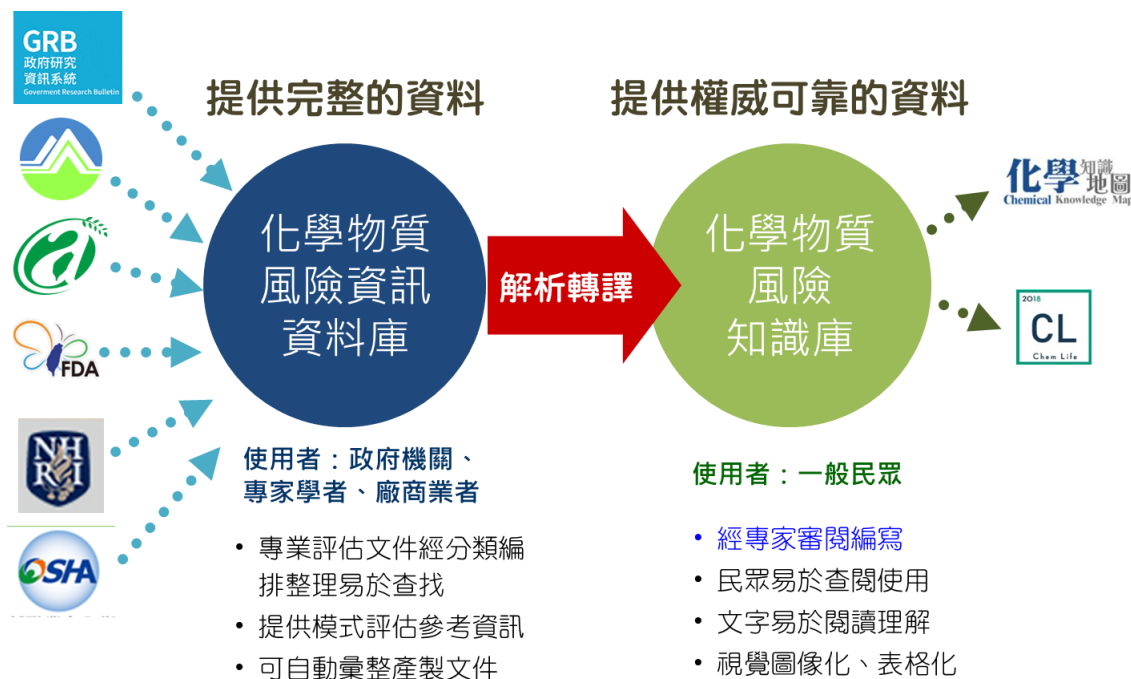 GRB
政府研究
資訊系統
Goverment Research Bulletin
提供完整的資料
提供權威可靠的資料
化學物質
風險資訊
資料庫
解析轉譯
化學物質
風險
知識庫
化學知識地圖
Chemical Knowledge Map
2018
CL
Chem Life
FDA
NH
RI
OSHA
使用者：政府機關、
專家學者、廠商業者
• 專業評估文件經分類編
排整理易於查找
• 提供模式評估參考資訊
• 可自動彙整產製文件
使用者：一般民眾
• 經專家審閱編寫
• 民眾易於查閱使用
• 文字易於閱讀理解
• 視覺圖像化、表格化